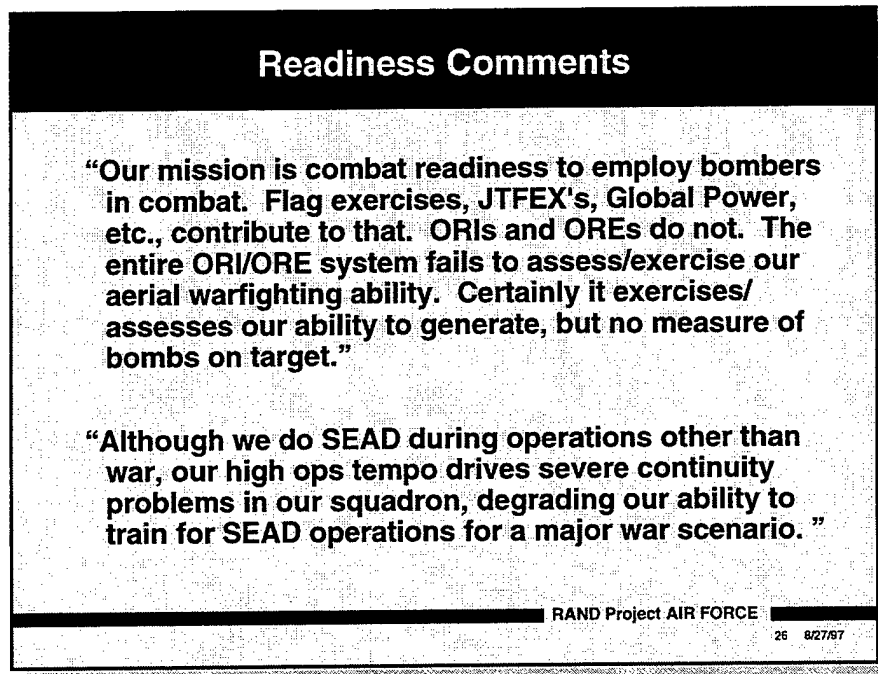 Readiness Comments
“Our mission is combat readiness to employ bombers
in combat. Flag exercises, JTFEX's, Global Power,
etc., contribute to that. ORIs and OREs do not. The
entire ORI/ORE system fails to assess/exercise our
aerial warfighting ability. Certainly it exercises/
assesses our ability to generate, but no measure of
bombs on target.”
“Although we do SEAD during operations other than
war, our high ops tempo drives severe continuity
problems in our squadron, degrading our ability to
train for SEAD operations for a major war scenario. ”
RAND Project AIR FORCE
26 8/27/97